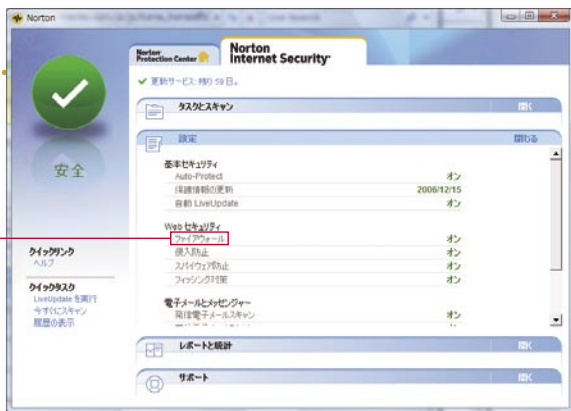 Norton
Norton Protection Center
Norton Internet Security
更新サービス: 残り 59 日。
タスクとスキャン
開く
設定
閉じる
安全
基本セキュリティ
Auto-Protect オン
保護情報の更新 2006/12/15
自動 LiveUpdate オン
Web セキュリティ
ファイアウォール オン
侵入防止 オン
スパイウェア防止 オン
フィッシング対策 オン
電子メールとメッセンジャー
発信電子メールスキャン オン
クイックリンク
ヘルプ
クイックタスク
LiveUpdate を実行
今すぐスキャン
履歴の表示
レポートと統計
開く
サポート
開く